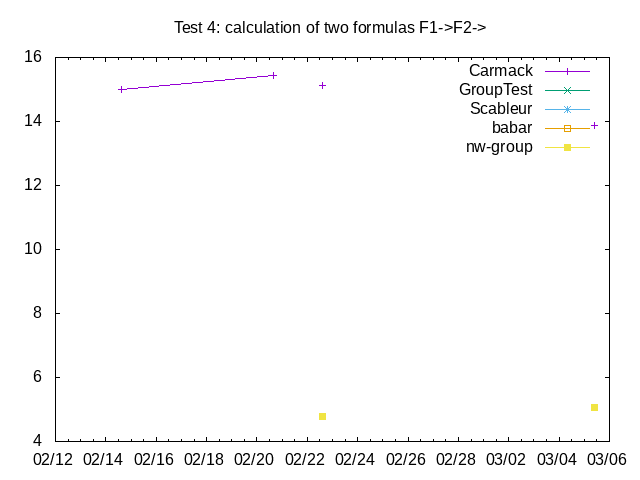 Test 4: calculation of two formulas F1->F2->
16
14
12
10
8
6
4
Carmack
GroupTest
Scableur
babar
nw-group
02/12 02/14 02/16 02/18 02/20 02/22 02/24 02/26 02/28 03/02 03/04 03/06